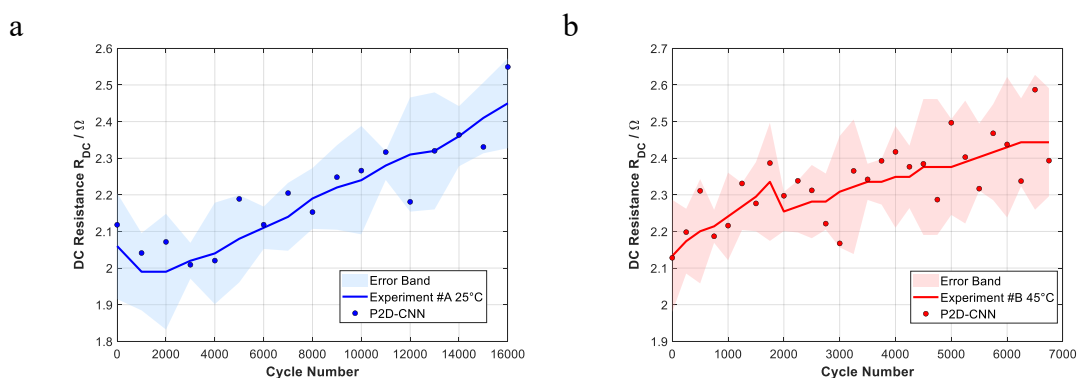 a
2.6
2.5
2.4
2.3
2.2
2.1
2
1.9
1.8
DC Resistance R_DC / Ω
0 2000 4000 6000 8000 10000 12000 14000 16000
Cycle Number
Error Band
Experiment #A 25°C
P2D-CNN
b
2.7
2.6
2.5
2.4
2.3
2.2
2.1
2
1.9
DC Resistance R_DC / Ω
0 1000 2000 3000 4000 5000 6000 7000
Cycle Number
Error Band
Experiment #B 45°C
P2D-CNN